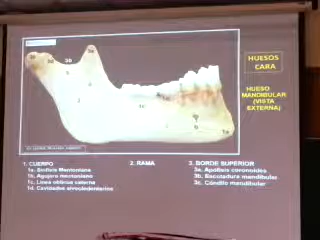 HUESOS
CARA
HUESO
MANDIBULAR
(VISTA
EXTERNA)
1. CUERPO
1a. Sínfisis Mentoniana
1b. Agujero mentoniano
1c. Línea oblicua externa
1d. Cavidades alveolodentarias
2. RAMA
3. BORDE SUPERIOR
3a. Apófisis coronoides
3b. Escotadura mandibular
3c. Cóndilo mandibular